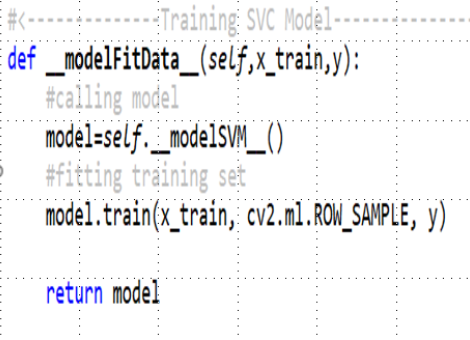 #<--------------Training SVC Model--------------
def __modelFitData__(self,x_train,y):
#calling model
model=self.__modelSVM__()
#fitting training set
model.train(x_train, cv2.ml.ROW_SAMPLE, y)
return model